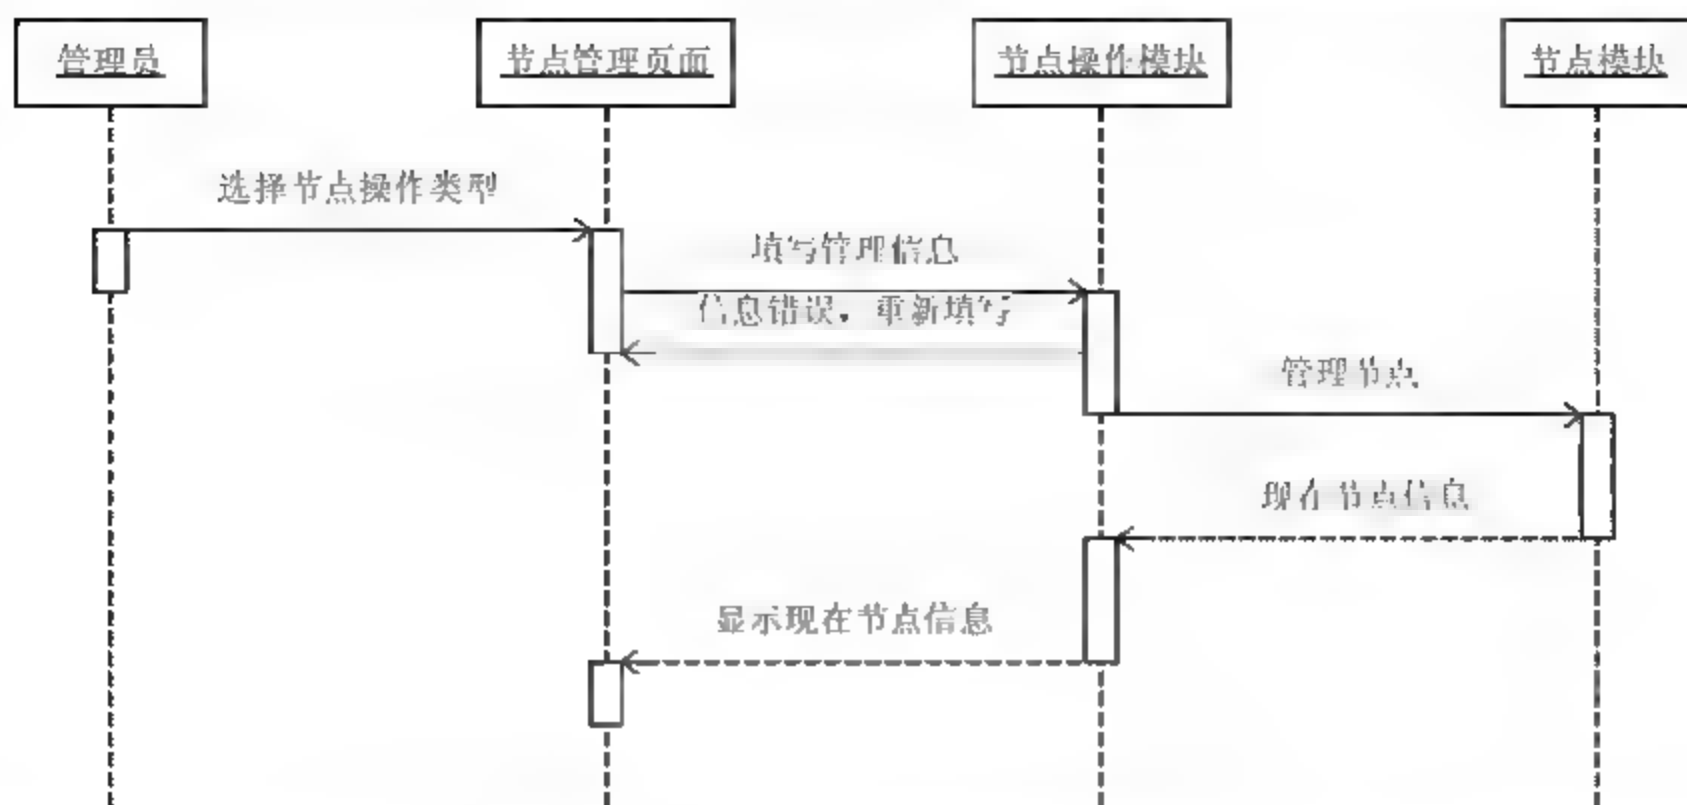 管理员
节点管理页面
节点操作模块
节点模块
选择节点操作类型
填写管理信息
信息错误，重新填写
管理节点
现在节点信息
显示现在节点信息